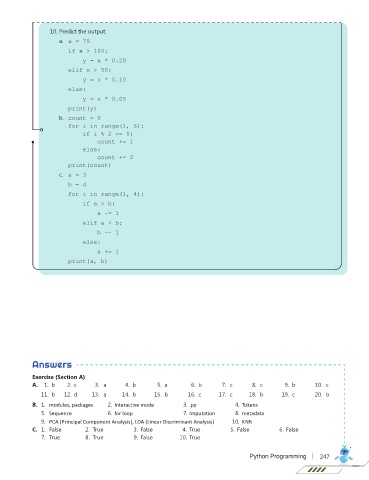 10. Predict the output
a. x = 75
if x > 100:
y = x * 0.20
elif x > 50:
y = x * 0.10
else:
y = x * 0.05
print(y)
b. count = 0
for i in range(1, 6):
if i % 2 == 0:
count += 1
else:
count += 2
print(count)
c. a = 3
b = 4
for i in range(1, 4):
if a > b:
a -= 1
elif a < b:
b -= 1
else:
a += 1
print(a, b)
Answers
Exercise (Section A)
A. 1. b 2. c 3. a 4. b 5. a 6. b 7. c 8. c 9. b 10. c
11. b 12. d 13. a 14. b 15. b 16. c 17. c 18. b 19. c 20. b
B. 1. modules, packages 2. Interactive mode 3. .py 4. Tokens
5. Sequence 6. for loop 7. Imputation 8. metadata
9. PCA (Principal Component Analysis), LDA (Linear Discriminant Analysis) 10. KNN
C. 1. False 2. True 3. False 4. True 5. False 6. False
7. True 8. True 9. False 10. True
Python Programming | 247